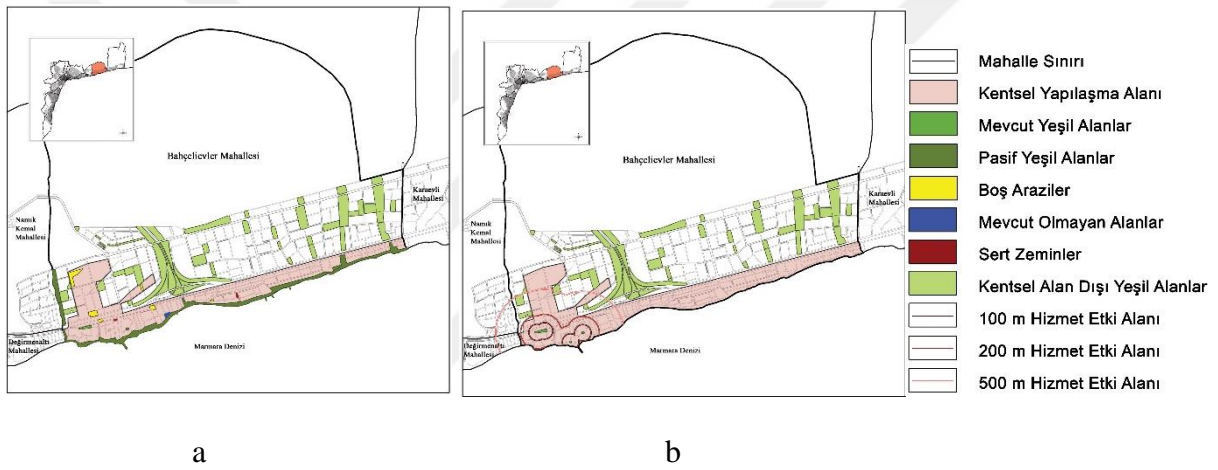 Bahçelievler Mahallesi
Karaevli
Mahallesi
Namık
Kemal
Mahallesi
Değirmenaltı
Mahallesi
Marmara Denizi
Bahçelievler Mahallesi
Karaevli
Mahallesi
Namık
Kemal
Mahallesi
Değirmenaltı
Mahallesi
Marmara Denizi
Mahalle Sınırı
Kentsel Yapılaşma Alanı
Mevcut Yeşil Alanlar
Pasif Yeşil Alanlar
Boş Araziler
Mevcut Olmayan Alanlar
Sert Zeminler
Kentsel Alan Dışı Yeşil Alanlar
100 m Hizmet Etki Alanı
200 m Hizmet Etki Alanı
500 m Hizmet Etki Alanı
a
b